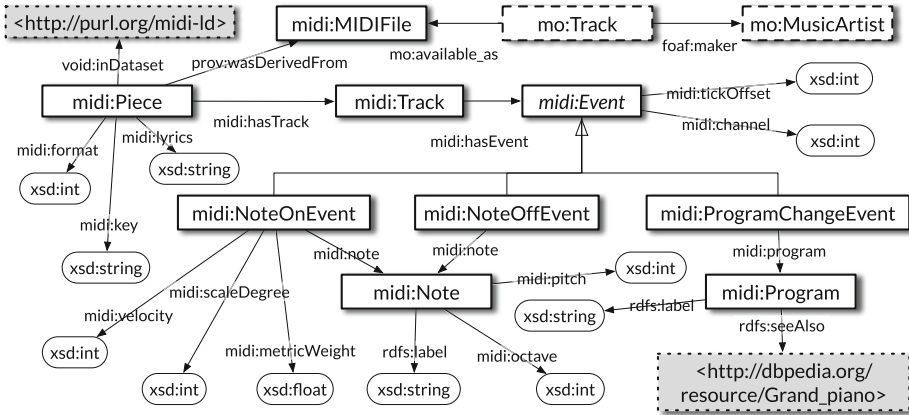 <http://purl.org/midi-ld>
midi:MIDIFile
mo:Track
mo:MusicArtist
mo:available_as
foaf:maker
void:inDataset
prov:wasDerivedFrom
midi:Piece
midi:hasTrack
midi:Track
midi:hasEvent
midi:Event
midi:tickOffset
xsd:int
midi:channel
xsd:int
midi:format
xsd:int
midi:lyrics
xsd:string
midi:key
xsd:string
midi:NoteOnEvent
midi:NoteOffEvent
midi:ProgramChangeEvent
midi:note
midi:note
midi:program
midi:velocity
xsd:int
midi:scaleDegree
xsd:int
midi:metricWeight
xsd:float
midi:Note
midi:pitch
xsd:int
rdfs:label
xsd:string
midi:octave
xsd:int
midi:Program
rdfs:label
xsd:string
rdfs:seeAlso
<http://dbpedia.org/
resource/Grand_piano>